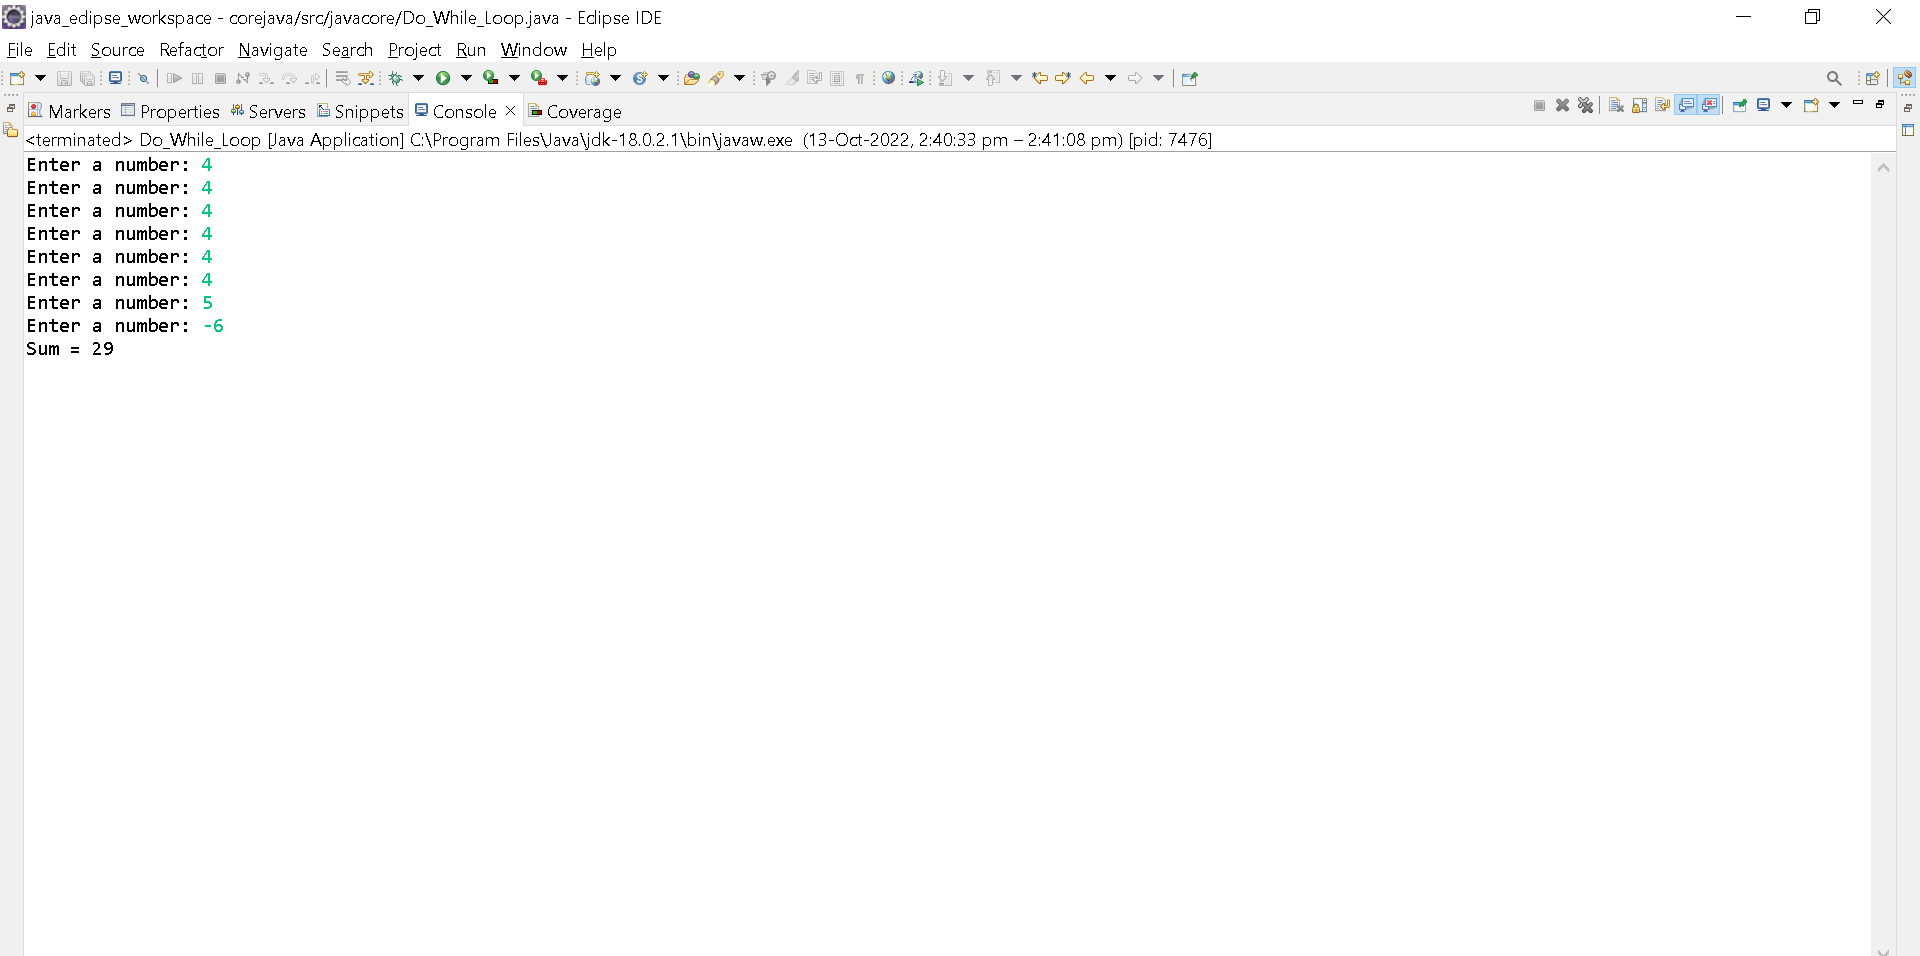 java_eclipse_workspace - corejava/src/javacore/Do_While_Loop.java - Eclipse IDE
File Edit Source Refactor Navigate Search Project Run Window Help
Markers Properties Servers Snippets Console Coverage
<terminated> Do_While_Loop [Java Application] C:\Program Files\Java\jdk-18.0.2.1\bin\javaw.exe (13-Oct-2022, 2:40:33 pm – 2:41:08 pm) [pid: 7476]
Enter a number: 4
Enter a number: 4
Enter a number: 4
Enter a number: 4
Enter a number: 4
Enter a number: 4
Enter a number: 5
Enter a number: -6
Sum = 29